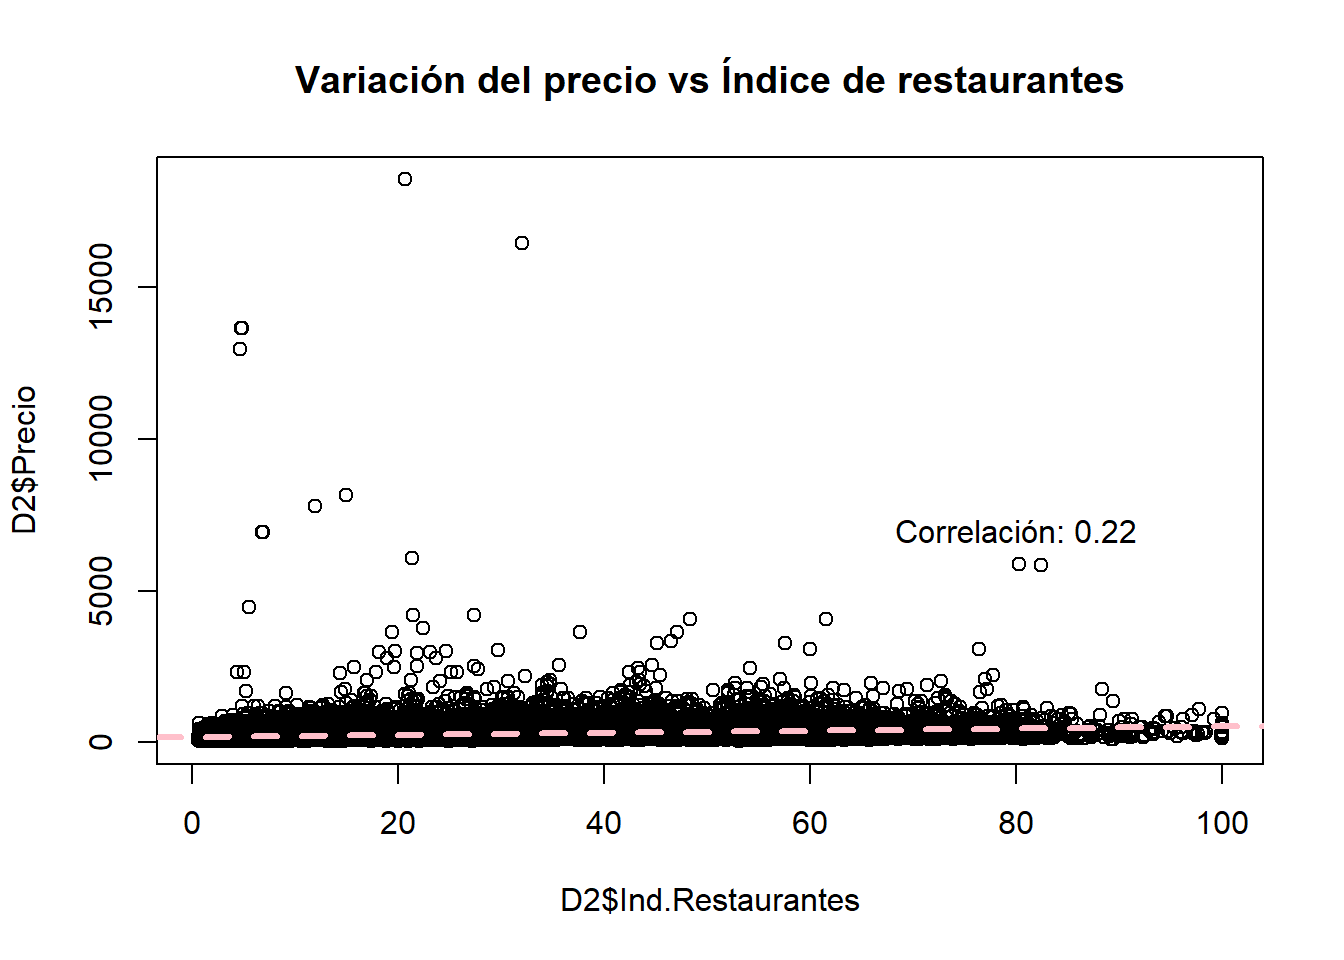 Variación del precio vs Índice de restaurantes
D2$Precio
15000
10000
5000
0
Correlación: 0.22
0 20 40 60 80 100
D2$Ind.Restaurantes